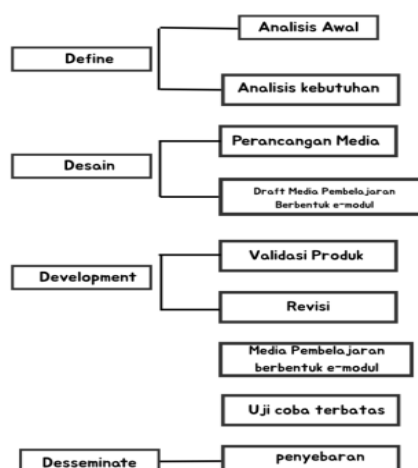 Analisis Awal
Define
Analisis kebutuhan
Perancangan Media
Desain
Draft Media Pembelajaran
Berbentuk e-modul
Validasi Produk
Development
Revisi
Media Pembelajaran
berbentuk e-modul
Uji coba terbatas
penyebaran
Desseminate